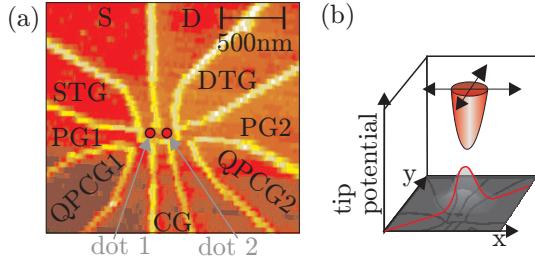 (a)
S
D
500nm
STG
DTG
PG1
PG2
QPCG1
QPCG2
CG
dot 1
dot 2
(b)
tip
potential
y
x